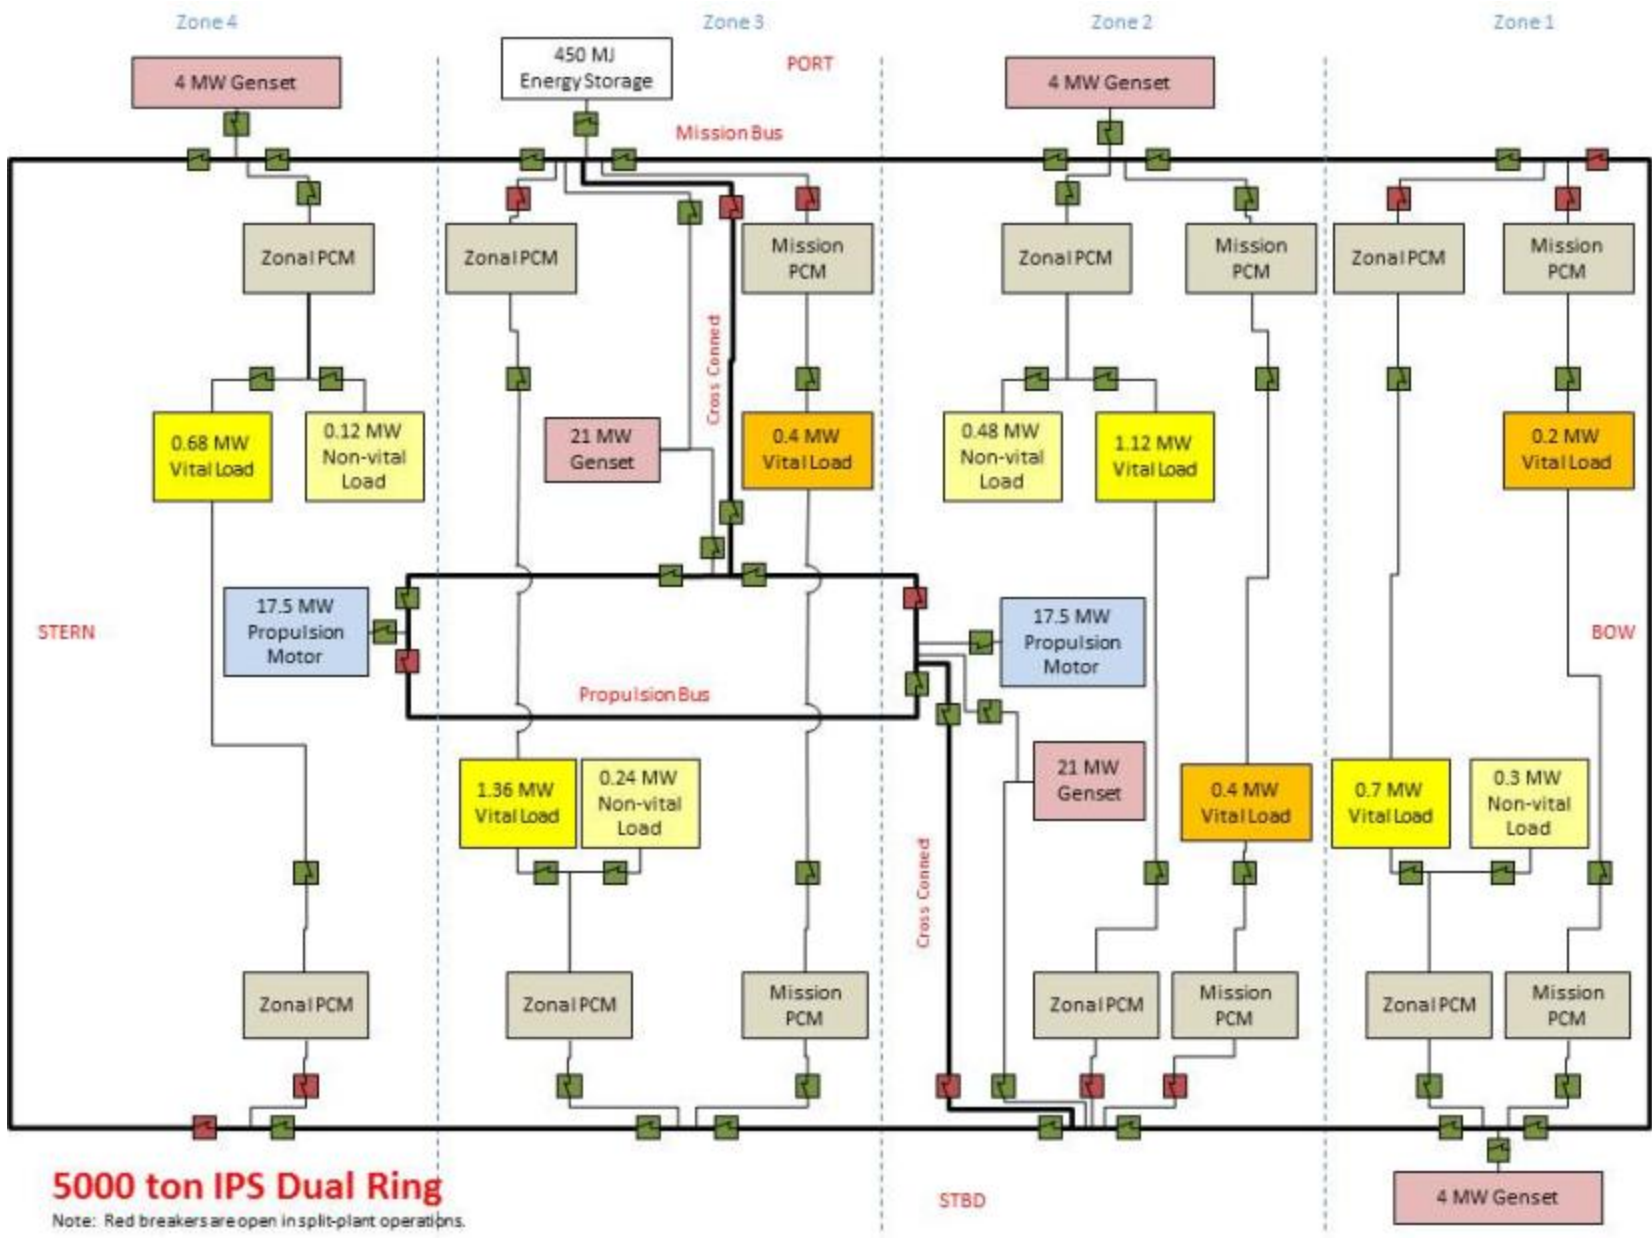 Zone 4
Zone 3
Zone 2
Zone 1
4 MW Genset
450 MJ
Energy Storage
PORT
4 MW Genset
Mission Bus
Zonal PCM
Zonal PCM
Mission
PCM
Zonal PCM
Mission
PCM
Zonal PCM
Mission
PCM
Cross Conned
0.68 MW
Vital Load
0.12 MW
Non-vital
Load
21 MW
Genset
0.4 MW
Vital Load
0.48 MW
Non-vital
Load
1.12 MW
Vital Load
0.2 MW
Vital Load
STERN
17.5 MW
Propulsion
Motor
17.5 MW
Propulsion
Motor
BOW
Propulsion Bus
1.36 MW
Vital Load
0.24 MW
Non-vital
Load
21 MW
Genset
0.4 MW
Vital Load
0.7 MW
Vital Load
0.3 MW
Non-vital
Load
Cross Conned
Zonal PCM
Zonal PCM
Mission
PCM
Zonal PCM
Mission
PCM
Zonal PCM
Mission
PCM
5000 ton IPS Dual Ring
STBD
4 MW Genset
Note: Red breakers are open in split-plant operations.